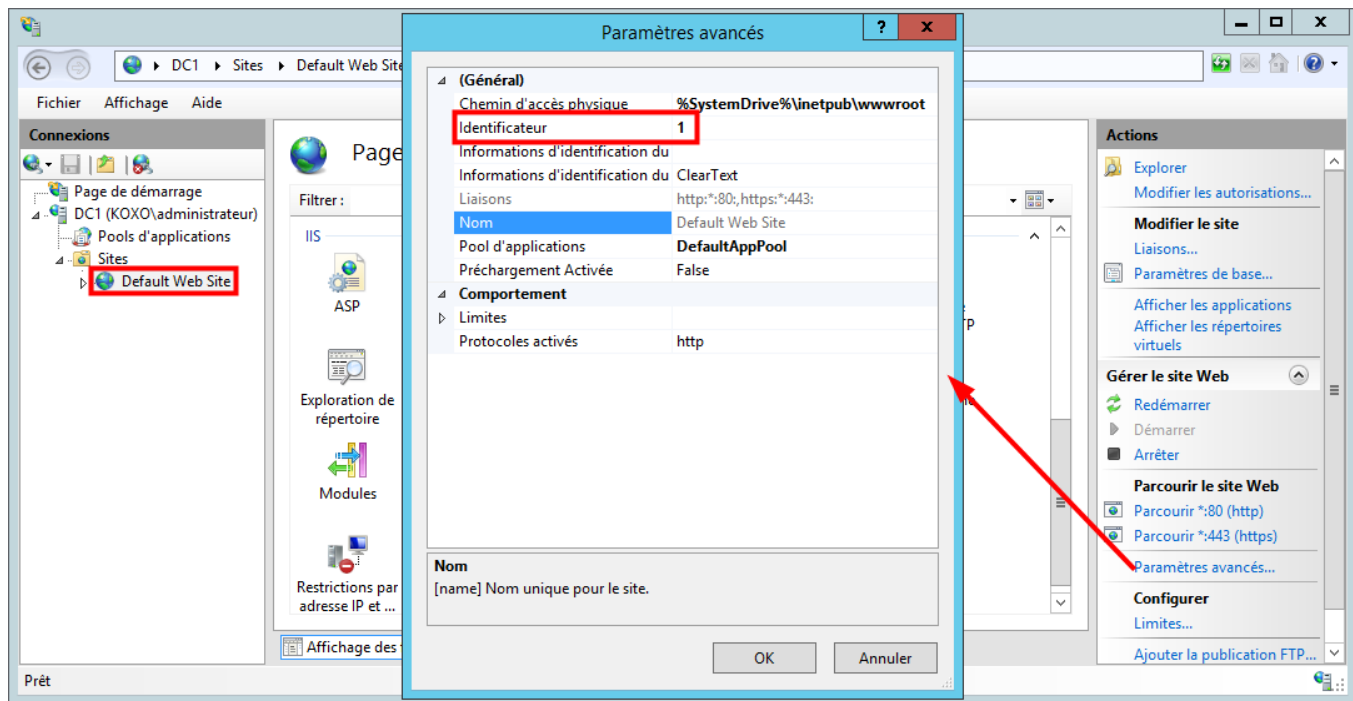 Paramètres avancés
? x
DC1 Sites Default Web Site
Fichier Affichage Aide
Connexions
Page de démarrage
DC1 (KOXO\administrateur)
Pools d'applications
Sites
Default Web Site
Page
Filtrer :
IIS
ASP
Exploration de
répertoire
Modules
Restrictions par
adresse IP et ...
Affichage des
(Général)
Chemin d'accès physique %SystemDrive%\inetpub\wwwroot
Identificateur 1
Informations d'identification du
Informations d'identification du ClearText
Liaisons http:*:80:,https:*:443:
Nom Default Web Site
Pool d'applications DefaultAppPool
Préchargement Activée False
Comportement
Limites
Protocoles activés http
Nom
[name] Nom unique pour le site.
OK Annuler
Actions
Explorer
Modifier les autorisations...
Modifier le site
Liaisons...
Paramètres de base...
Afficher les applications
Afficher les répertoires
virtuels
Gérer le site Web
Redémarrer
Démarrer
Arrêter
Parcourir le site Web
Parcourir *:80 (http)
Parcourir *:443 (https)
Paramètres avancés...
Configurer
Limites...
Ajouter la publication FTP...
Prêt